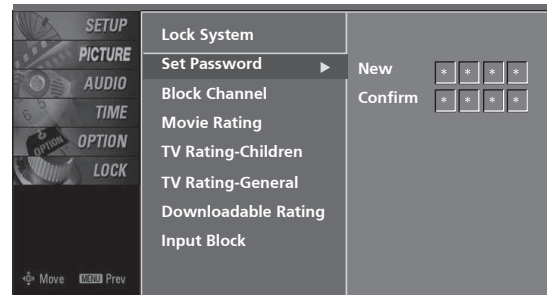 SETUP
PICTURE
AUDIO
TIME
OPTION
LOCK
Move MENU Prev
Lock System
Set Password ▶
Block Channel
Movie Rating
TV Rating-Children
TV Rating-General
Downloadable Rating
Input Block
New * * * *
Confirm * * * *